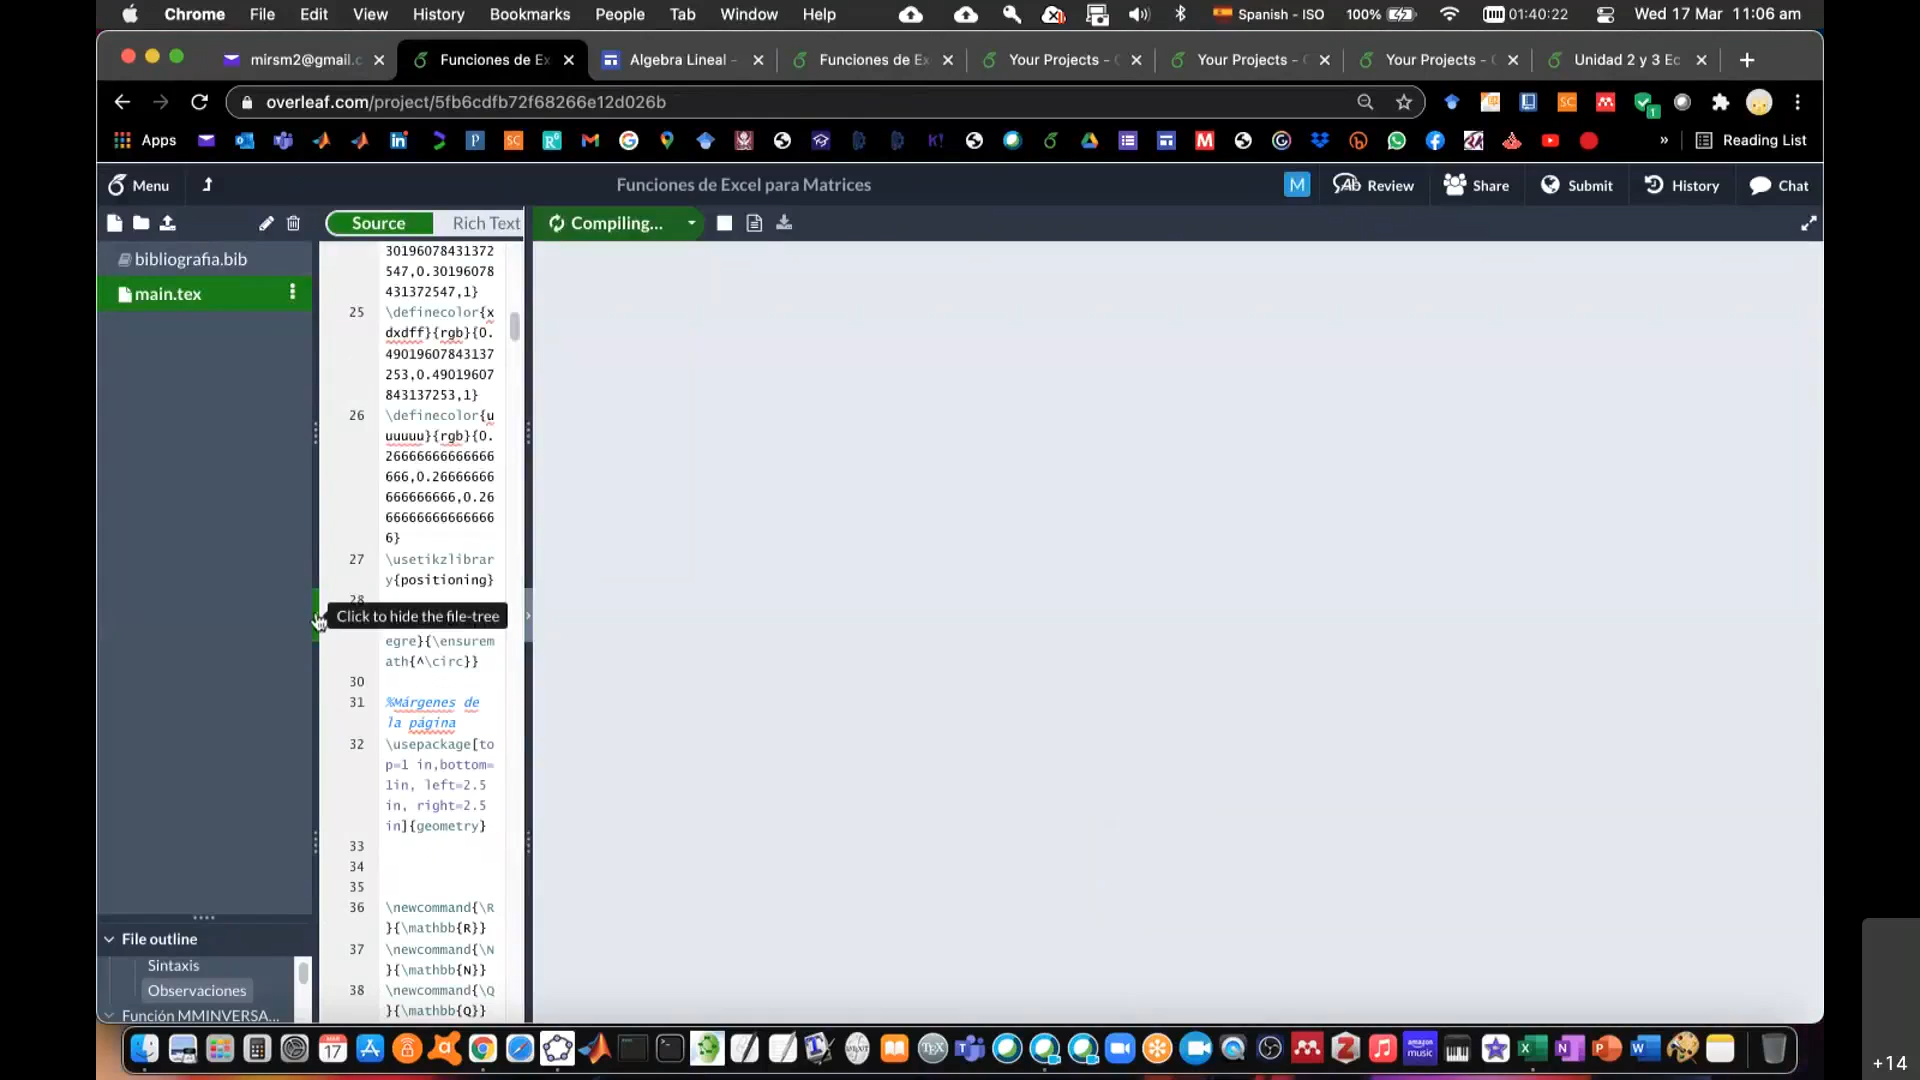 Chrome File Edit View History Bookmarks People Tab Window Help Spanish - ISO 100% 01:40:22 Wed 17 Mar 11:06 am
mirsm2@gmail.c Funciones de Ex Algebra Lineal - Funciones de Ex Your Projects - Your Projects - Your Projects - Unidad 2 y 3 Ec
overleaf.com/project/5fb6cdfb72f68266e12d026b
Apps Reading List
Menu Funciones de Excel para Matrices M Review Share Submit History Chat
Source Rich Text Compiling...
bibliografia.bib
main.tex
30196078431372
547,0.30196078
431372547,1}
25 \definecolor{x
dxdff}{rgb}{0.
49019607843137
253,0.49019607
843137253,1}
26 \definecolor{u
uuuuu}{rgb}{0.
26666666666666
666,0.26666666
666666666,0.26
66666666666666
6}
27 \usetikzlibrar
y{positioning}
28
Click to hide the file-tree
egre}{\ensurem
ath{^\circ}}
30
31 %Márgenes de
la página
32 \usepackage[to
p=1 in,bottom=
1in, left=2.5
in, right=2.5
in]{geometry}
33
34
35
36 \newcommand{\R
}{\mathbb{R}}
37 \newcommand{\N
}{\mathbb{N}}
38 \newcommand{\Q
}{\mathbb{Q}}
File outline
Sintaxis
Observaciones
Función MMINVERSA...
+14